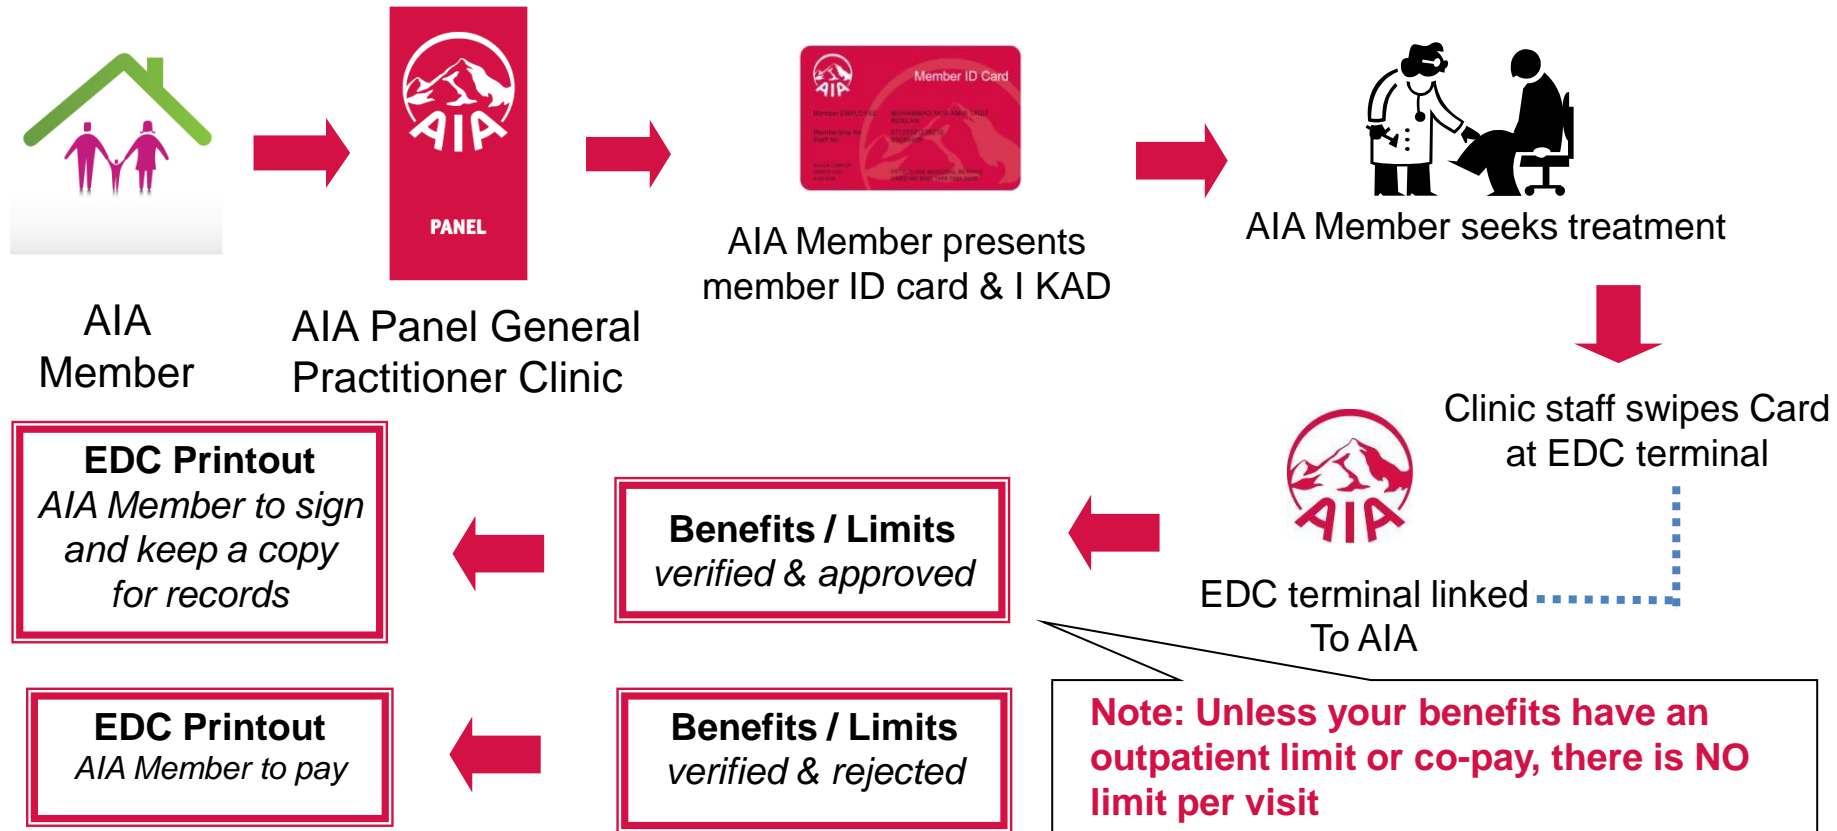 AIA
PANEL
AIA
Member ID Card
AIA Member seeks treatment
AIA Member presents
member ID card & I KAD
AIA
Member
AIA Panel General
Practitioner Clinic
Clinic staff swipes Card
at EDC terminal
AIA
EDC terminal linked
To AIA
Benefits / Limits
verified & approved
EDC Printout
AIA Member to sign
and keep a copy
for records
Benefits / Limits
verified & rejected
EDC Printout
AIA Member to pay
Note: Unless your benefits have an
outpatient limit or co-pay, there is NO
limit per visit